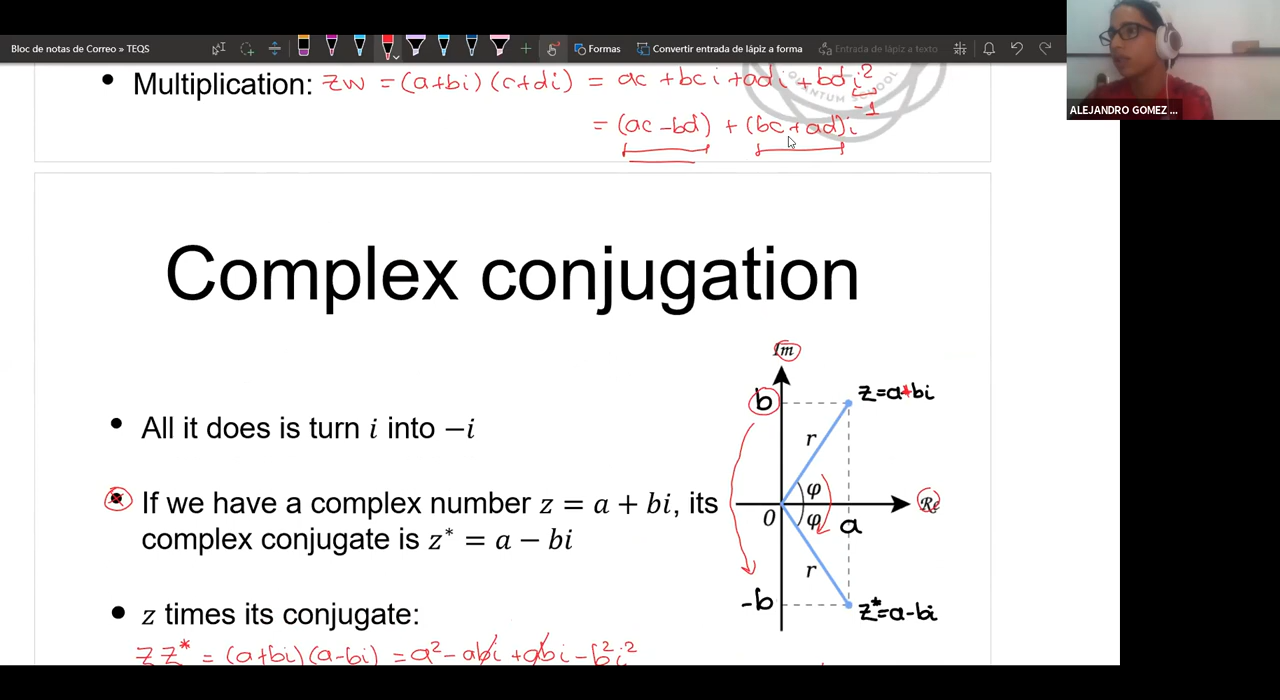 Bloc de notas de Correo » TEQS
Formas
Convertir entrada de lápiz a forma
Entrada de lápiz a texto
ALEJANDRO GOMEZ ...
• Multiplication: zw = (a+bi)(c+di) = ac + bci + adi + bdi²
-1
= (ac - bd) + (bc + ad)i
QUANTUM SCHOOL
Complex conjugation
• All it does is turn i into −i
• If we have a complex number z = a + bi, its
complex conjugate is z* = a − bi
• z times its conjugate:
zz* = (a+bi)(a-bi) = a² - abi + abi - b²i²
Im
b
z=a+bi
r
φ
Re
0
φ
a
r
-b
z*=a-bi